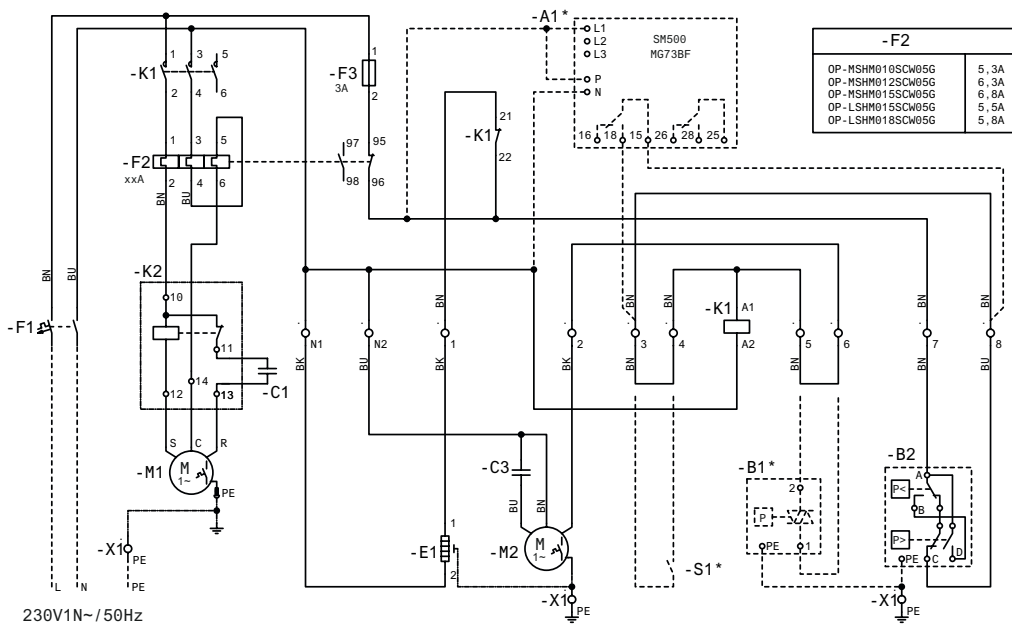 -A1*
L1
L2
L3
P
N
SM500
MG73BF
16 18 15 26 28 25
-F2
OP-MSHM010SCW05G 5,3A
OP-MSHM012SCW05G 6,3A
OP-MSHM015SCW05G 6,8A
OP-LSHM015SCW05G 5,5A
OP-LSHM018SCW05G 5,8A
-K1
1 3 5
2 4 6
-F3
3A
1
2
-K1
21
22
-F2
xxA
1 3 5
2 4 6
97 95
98 96
BN
BU
BN
BU
-K2
10
11
12
14
13
-C1
-F1
S C R
-M1
M
1~
PE
-X1
PE
L N PE
230V1N~/50Hz
N1
BK
N2
BU
BN
1
BK
2
BK
BN
3
BN
BN
4
-K1
A1
A2
BN
5
BN
6
BN
7
BN
8
BU
-C3
BU
BN
-E1
1
2
-M2
M
1~
-X1
PE
-S1*
-B1*
2
P
PE
1
-B2
A
P<
B
P>
PE
C
D
-X1
PE